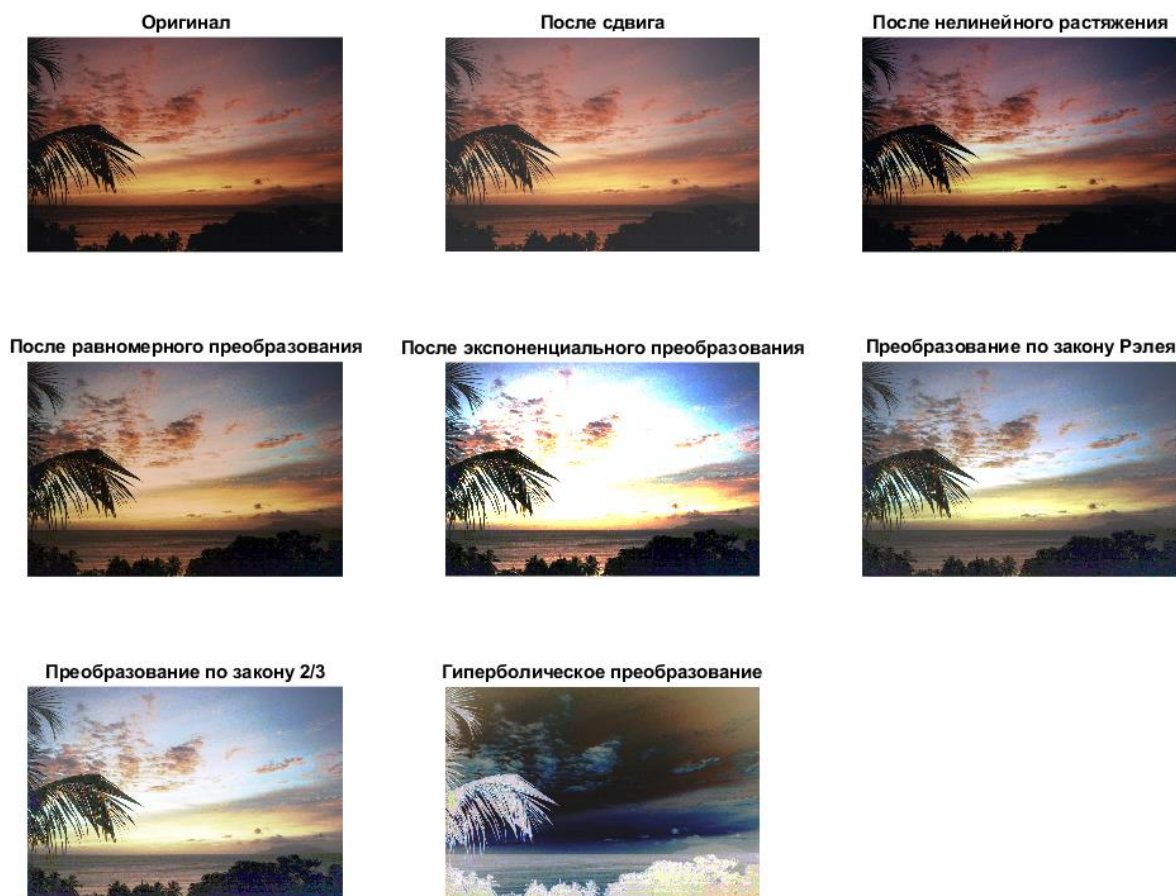 Оригинал
После сдвига
После нелинейного растяжения
После равномерного преобразования
После экспоненциального преобразования
Преобразование по закону Рэлея
Преобразование по закону 2/3
Гиперболическое преобразование